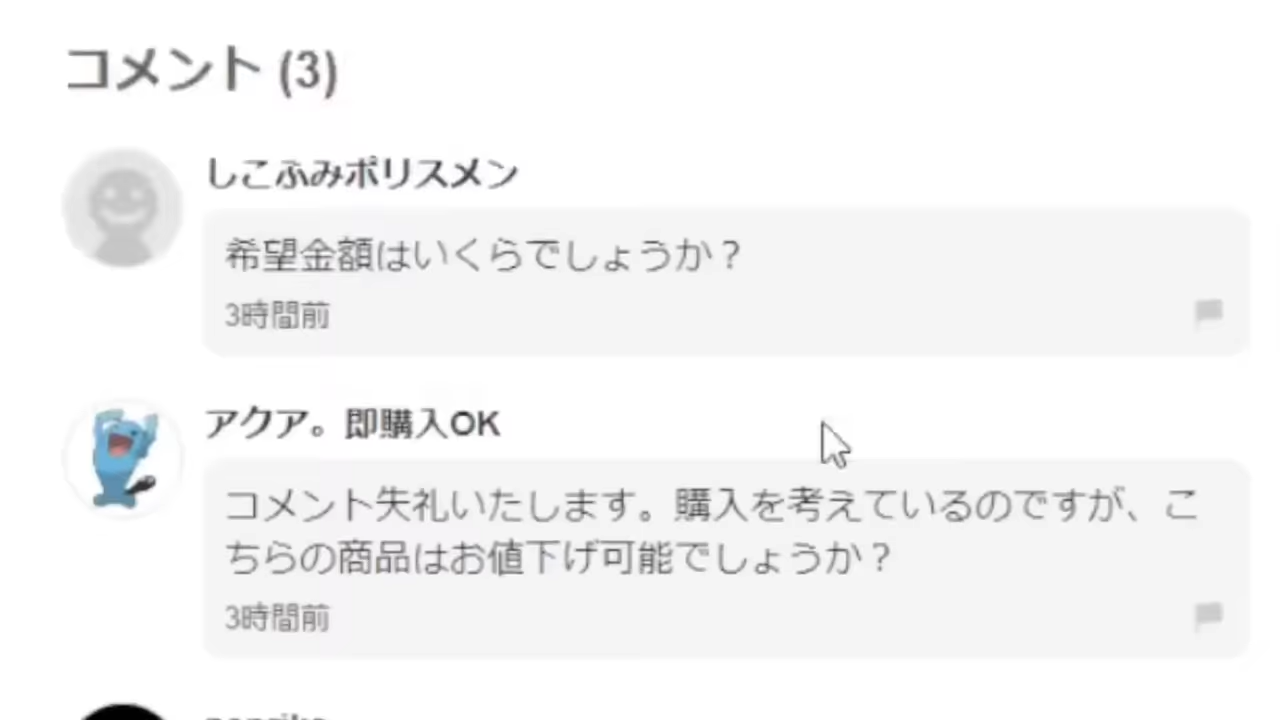 コメント (3)
しこふみポリスメン
希望金額はいくらでしょうか？
3時間前
アクア。即購入OK
コメント失礼いたします。購入を考えているのですが、こ
ちらの商品はお値下げ可能でしょうか？
3時間前